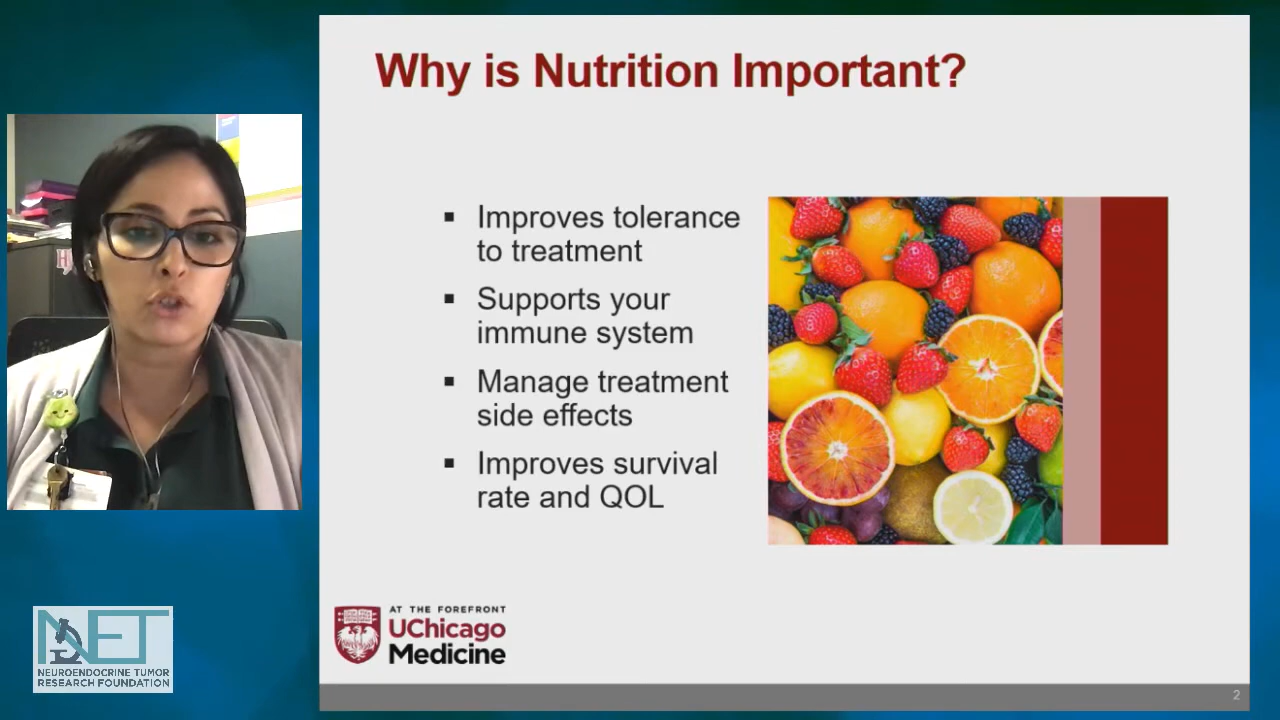 Why is Nutrition Important?
▪ Improves tolerance
to treatment
▪ Supports your
immune system
▪ Manage treatment
side effects
▪ Improves survival
rate and QOL
AT THE FOREFRONT
UChicago
Medicine
NET
NEUROENDOCRINE TUMOR
RESEARCH FOUNDATION
2